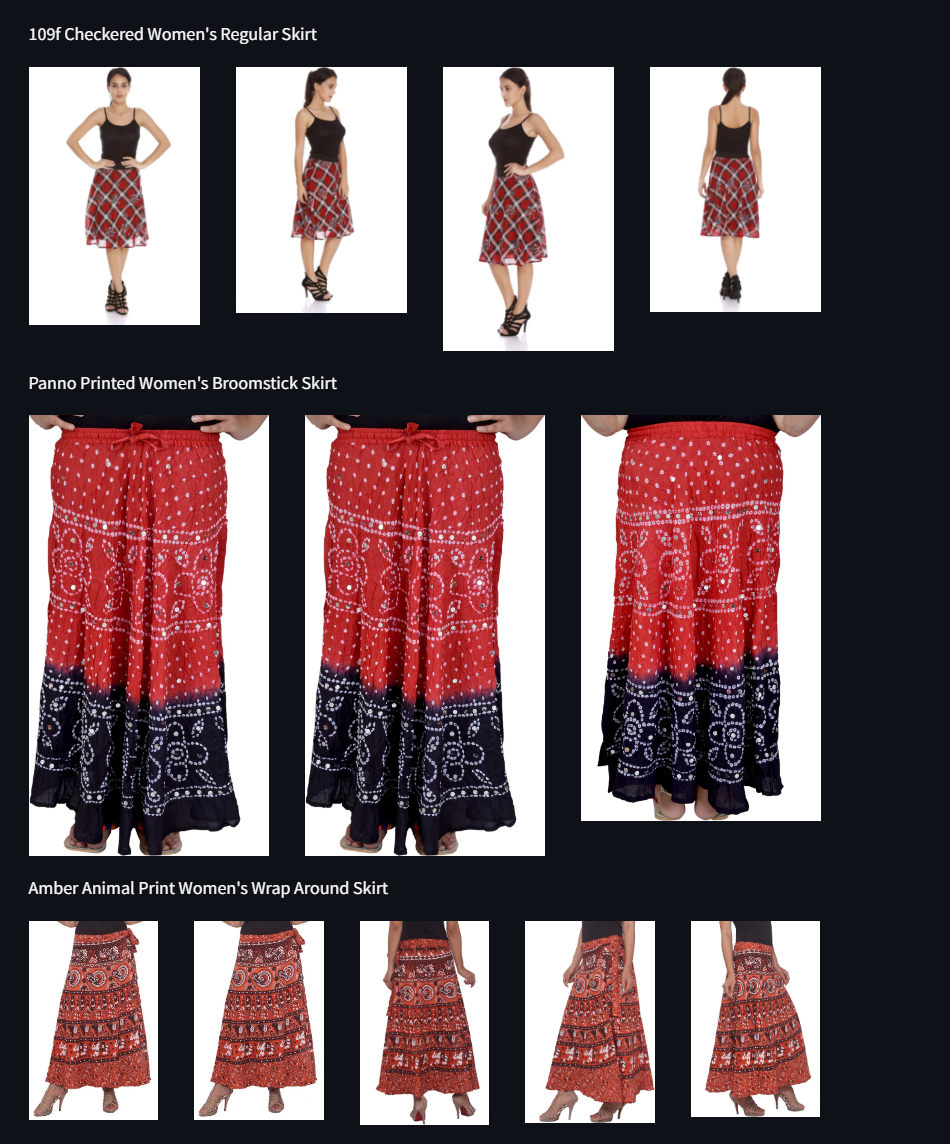 109f Checkered Women's Regular Skirt
Panno Printed Women's Broomstick Skirt
Amber Animal Print Women's Wrap Around Skirt